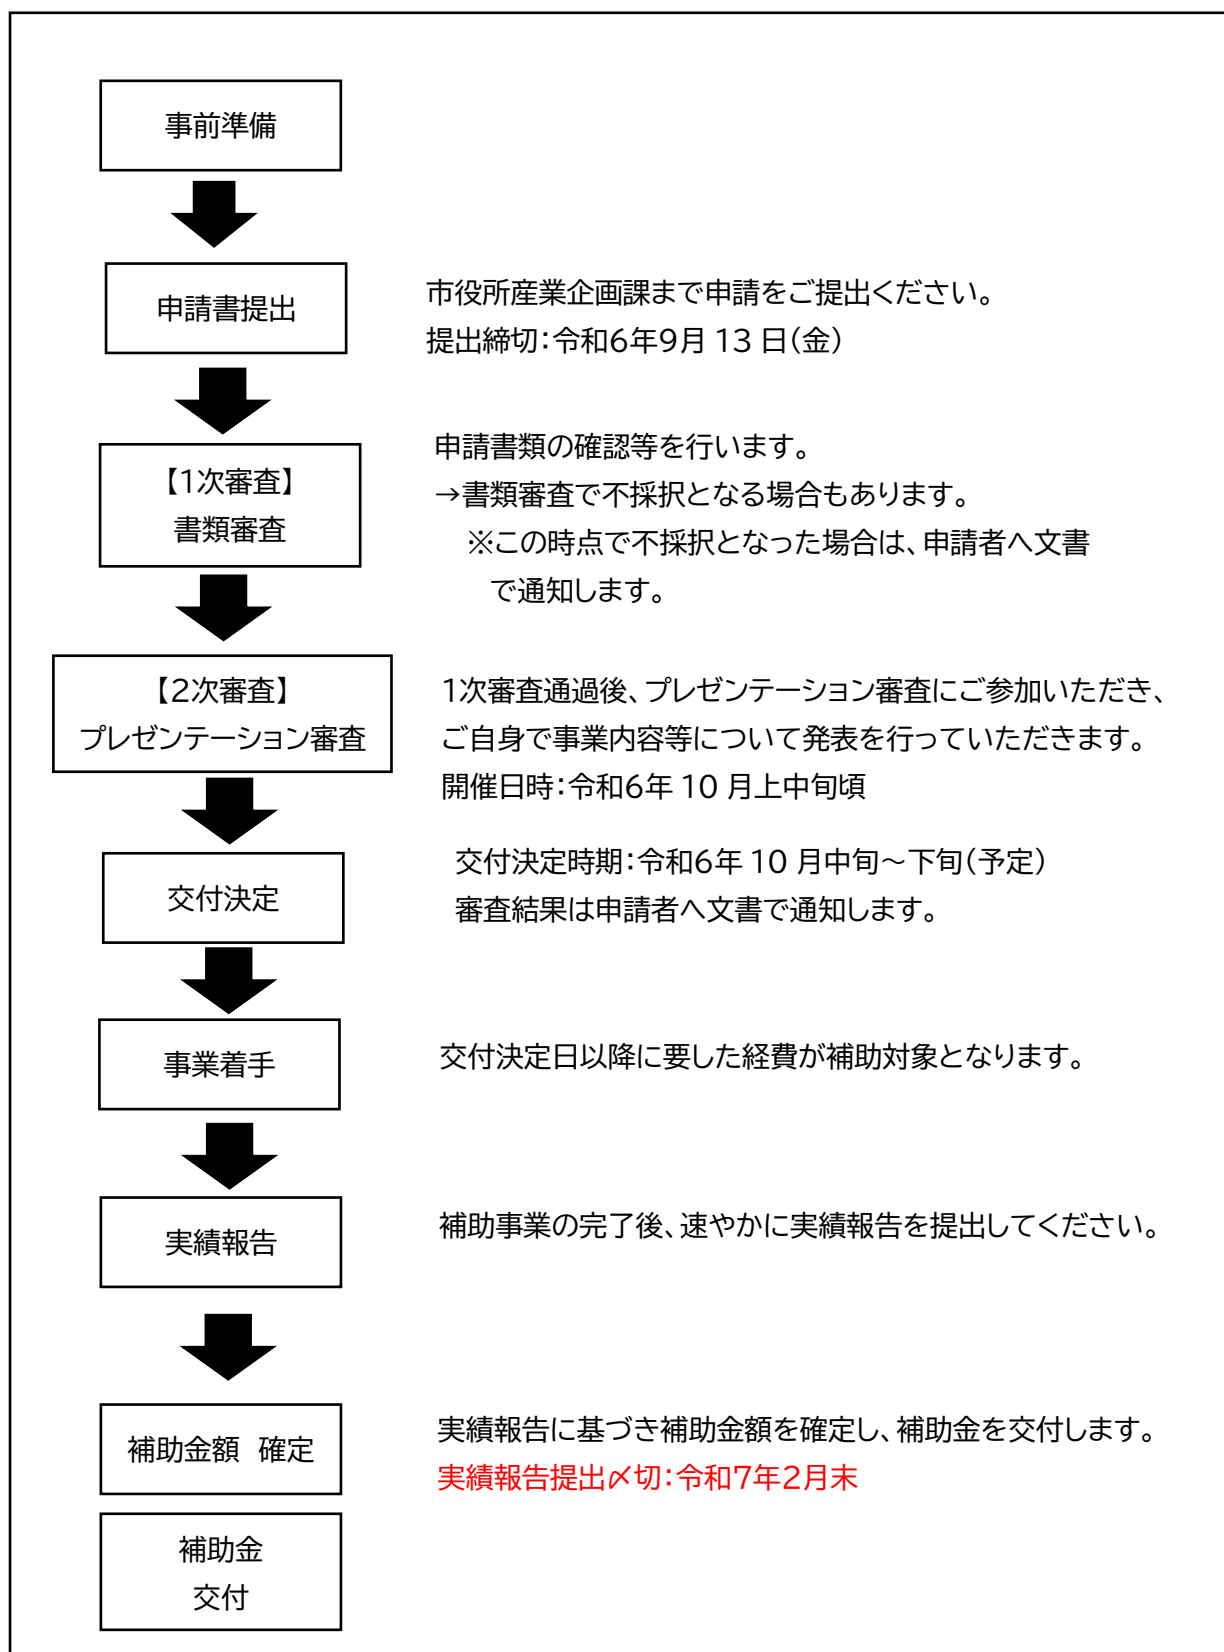 事前準備
申請書提出
市役所産業企画課まで申請をご提出ください。
提出締切：令和6年9月 13 日（金）
【1次審査】
書類審査
申請書類の確認等を行います。
→書類審査で不採択となる場合もあります。
※この時点で不採択となった場合は、申請者へ文書
で通知します。
【2次審査】
プレゼンテーション審査
1次審査通過後、プレゼンテーション審査にご参加いただき、
ご自身で事業内容等について発表を行っていただきます。
開催日時：令和6年 10 月上中旬頃
交付決定
交付決定時期：令和6年 10 月中旬～下旬（予定）
審査結果は申請者へ文書で通知します。
事業着手
交付決定日以降に要した経費が補助対象となります。
実績報告
補助事業の完了後、速やかに実績報告を提出してください。
補助金額　確定
実績報告に基づき補助金額を確定し、補助金を交付します。
実績報告提出〆切：令和7年2月末
補助金
交付